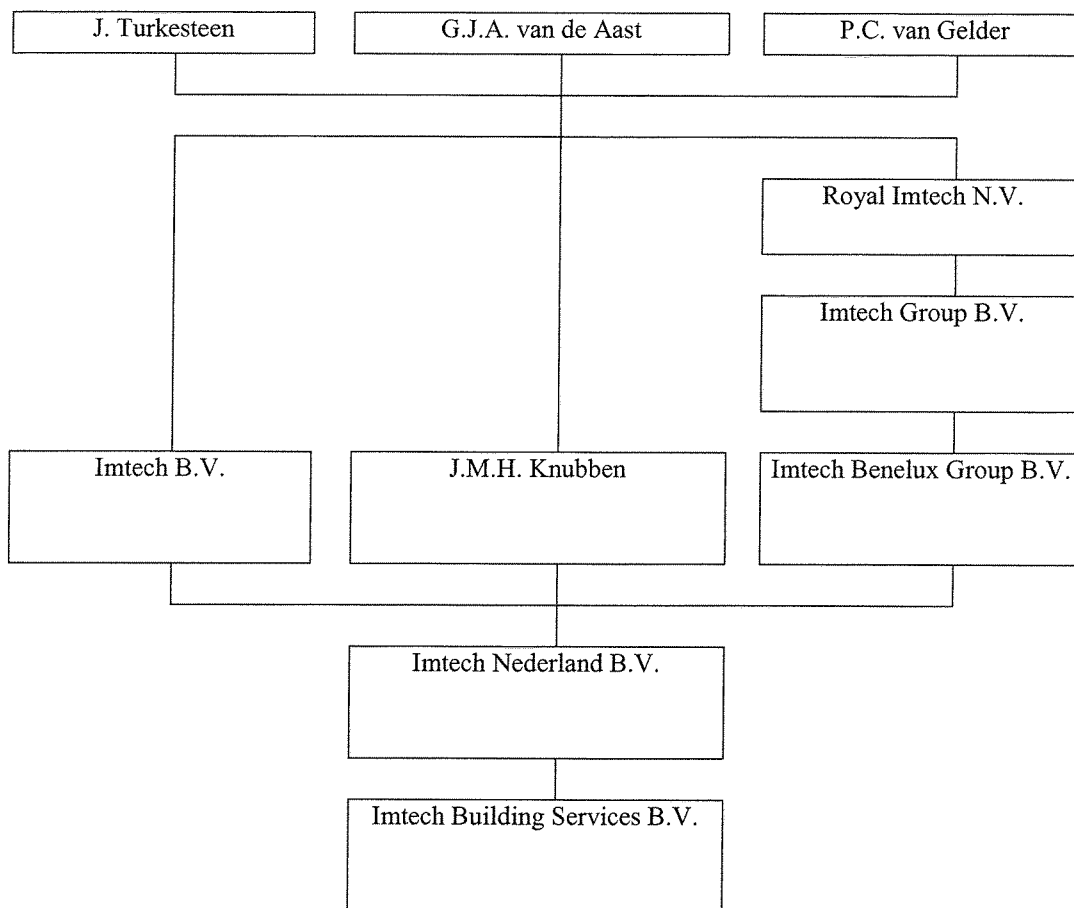 J. Turkesteen
G.J.A. van de Aast
P.C. van Gelder
Royal Imtech N.V.
Imtech Group B.V.
Imtech B.V.
J.M.H. Knubben
Imtech Benelux Group B.V.
Imtech Nederland B.V.
Imtech Building Services B.V.